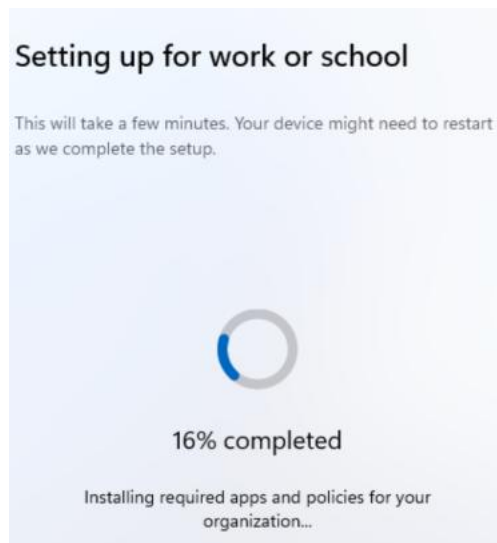 Setting up for work or school
This will take a few minutes. Your device might need to restart
as we complete the setup.
16% completed
Installing required apps and policies for your
organization...